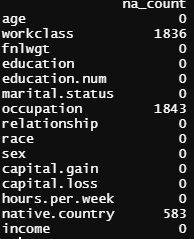 na_count
age 0
workclass 1836
fnlwgt 0
education 0
education.num 0
marital.status 0
occupation 1843
relationship 0
race 0
sex 0
capital.gain 0
capital.loss 0
hours.per.week 0
native.country 583
income 0